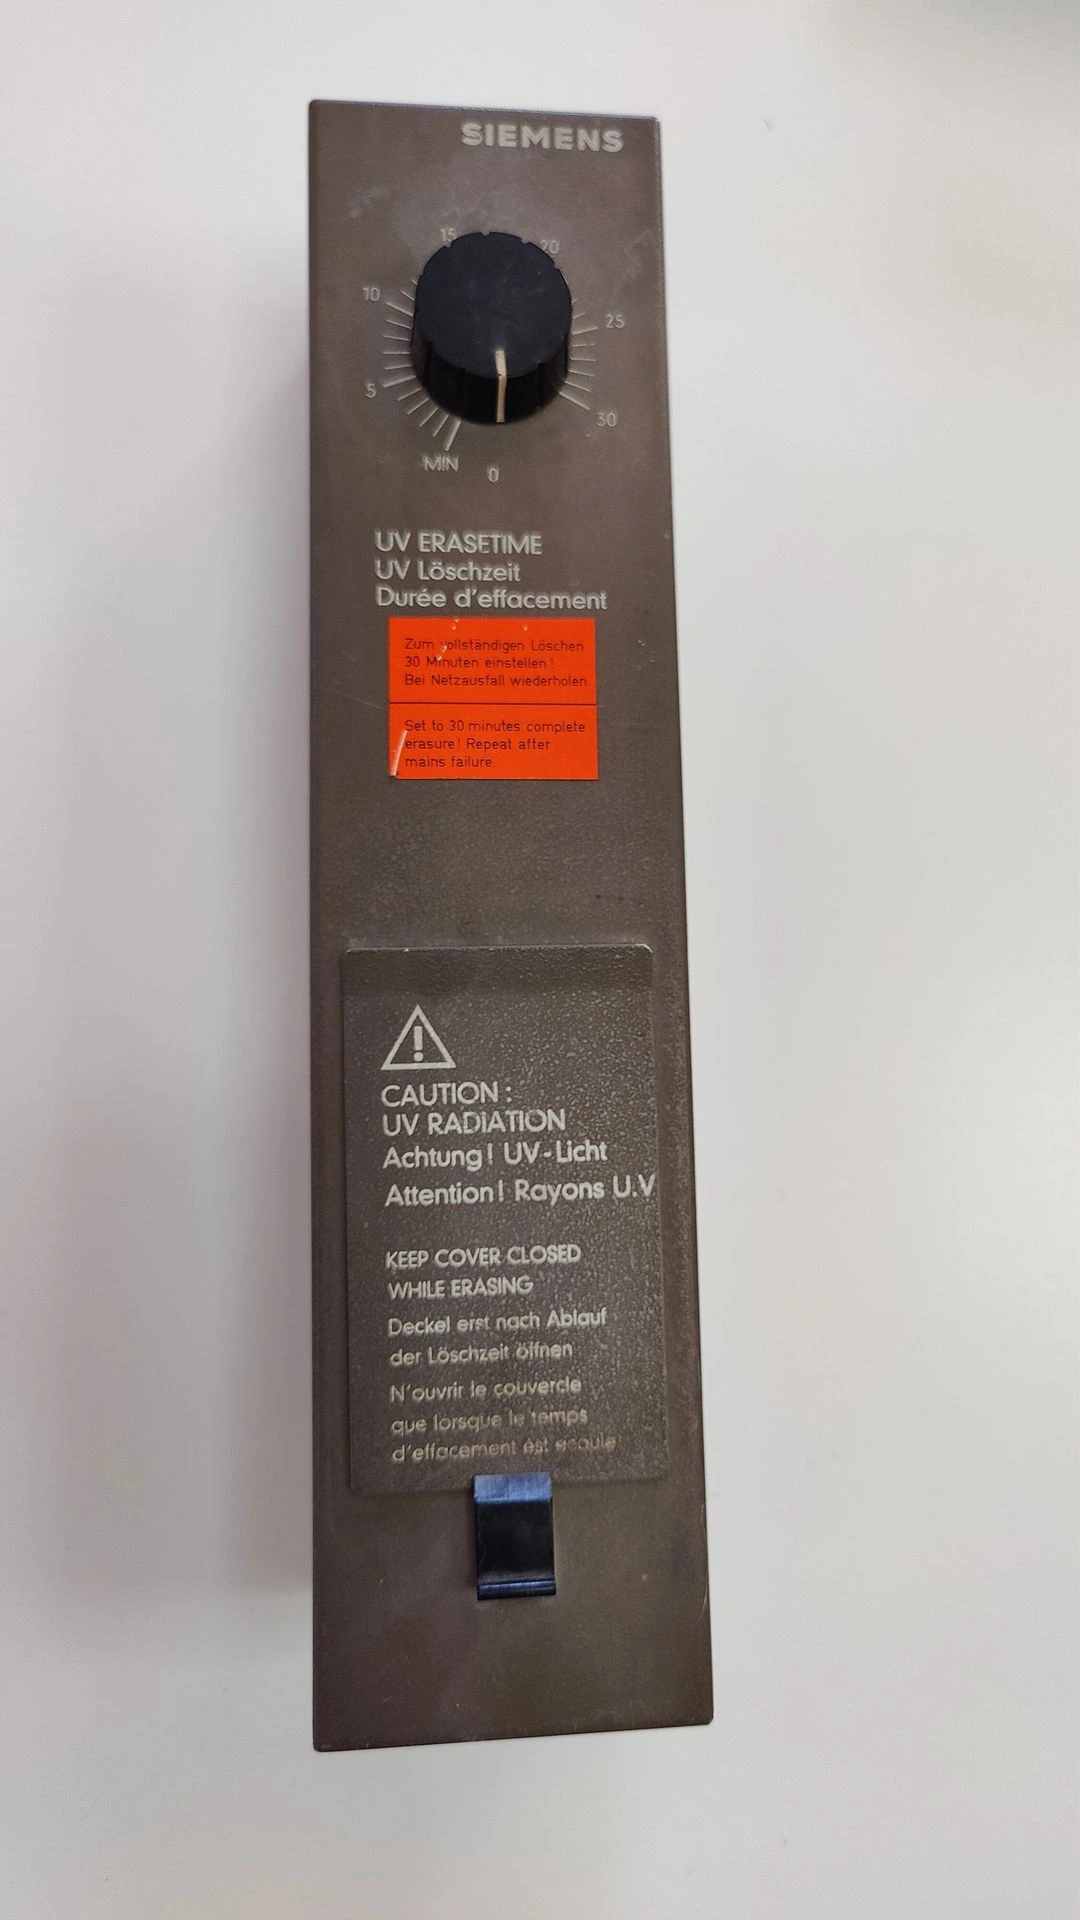 SIEMENS
15
20
10
25
5
30
MIN
0
UV ERASETIME
UV Löschzeit
Durée d'effacement
Zum vollständigen Löschen
30 Minuten einstellen!
Bei Netzausfall wiederholen.
Set to 30 minutes complete
erasure! Repeat after
mains failure.
CAUTION:
UV RADIATION
Achtung! UV-Licht
Attention! Rayons U.V
KEEP COVER CLOSED
WHILE ERASING
Deckel erst nach Ablauf
der Löschzeit öffnen
N'ouvrir le couvercle
que lorsque le temps
d'effacement est ecoule